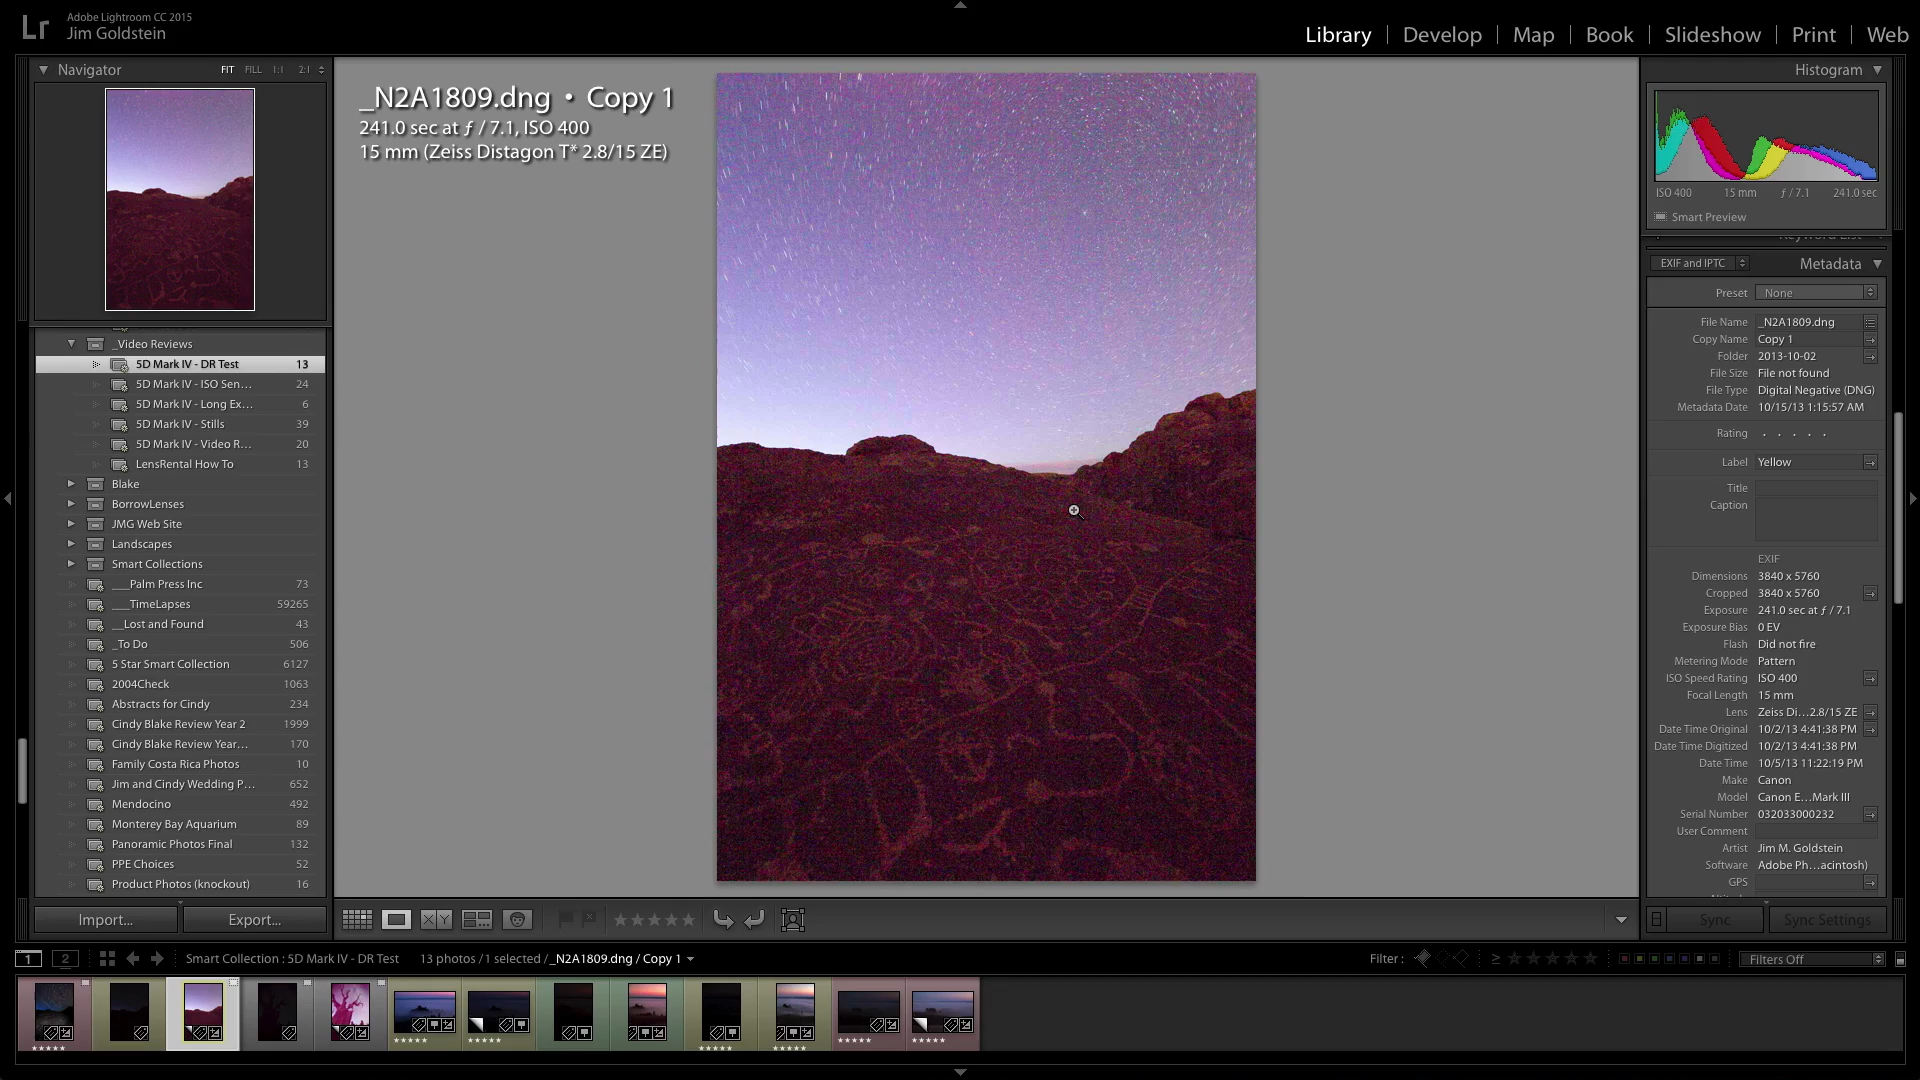 Lr
Adobe Lightroom CC 2015
Jim Goldstein
Library | Develop | Map | Book | Slideshow | Print | Web
Navigator FIT FILL 1:1 2:1
_Video Reviews
5D Mark IV - DR Test 13
5D Mark IV - ISO Sen... 24
5D Mark IV - Long Ex... 6
5D Mark IV - Stills 39
5D Mark IV - Video R... 20
LensRental How To 13
Blake
BorrowLenses
JMG Web Site
Landscapes
Smart Collections
___Palm Press Inc 73
___TimeLapses 59265
__Lost and Found 43
_To Do 506
5 Star Smart Collection 6127
2004Check 1063
Abstracts for Cindy 234
Cindy Blake Review Year 2 1999
Cindy Blake Review Year... 170
Family Costa Rica Photos 10
Jim and Cindy Wedding P... 652
Mendocino 492
Monterey Bay Aquarium 89
Panoramic Photos Final 132
PPE Choices 52
Product Photos (knockout) 16
Import... Export...
_N2A1809.dng • Copy 1
241.0 sec at ƒ / 7.1, ISO 400
15 mm (Zeiss Distagon T* 2.8/15 ZE)
Histogram
ISO 400 15 mm ƒ / 7.1 241.0 sec
Smart Preview
Keyword List
EXIF and IPTC Metadata
Preset None
File Name _N2A1809.dng
Copy Name Copy 1
Folder 2013-10-02
File Size File not found
File Type Digital Negative (DNG)
Metadata Date 10/15/13 1:15:57 AM
Rating . . . . .
Label Yellow
Title
Caption
EXIF
Dimensions 3840 x 5760
Cropped 3840 x 5760
Exposure 241.0 sec at ƒ / 7.1
Exposure Bias 0 EV
Flash Did not fire
Metering Mode Pattern
ISO Speed Rating ISO 400
Focal Length 15 mm
Lens Zeiss Di...2.8/15 ZE
Date Time Original 10/2/13 4:41:38 PM
Date Time Digitized 10/2/13 4:41:38 PM
Date Time 10/5/13 11:22:19 PM
Make Canon
Model Canon E...Mark III
Serial Number 032033000232
User Comment
Artist Jim M. Goldstein
Software Adobe Ph...acintosh)
GPS
Sync Sync Settings
X Y
1 2 Smart Collection : 5D Mark IV - DR Test 13 photos / 1 selected / _N2A1809.dng / Copy 1 Filter : ≥ Filters Off